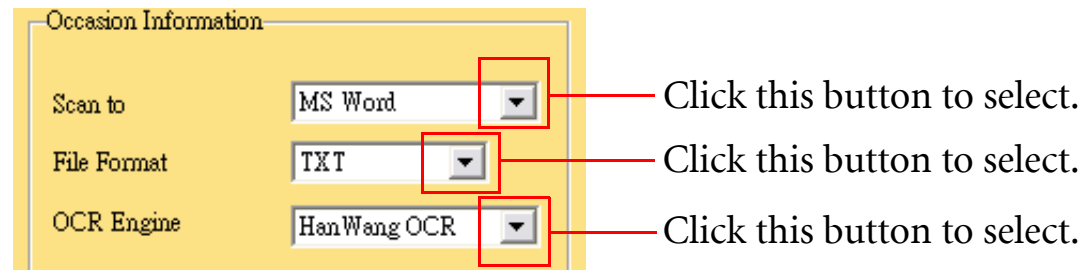 Occasion Information
Scan to MS Word Click this button to select.
File Format TXT Click this button to select.
OCR Engine HanWang OCR Click this button to select.